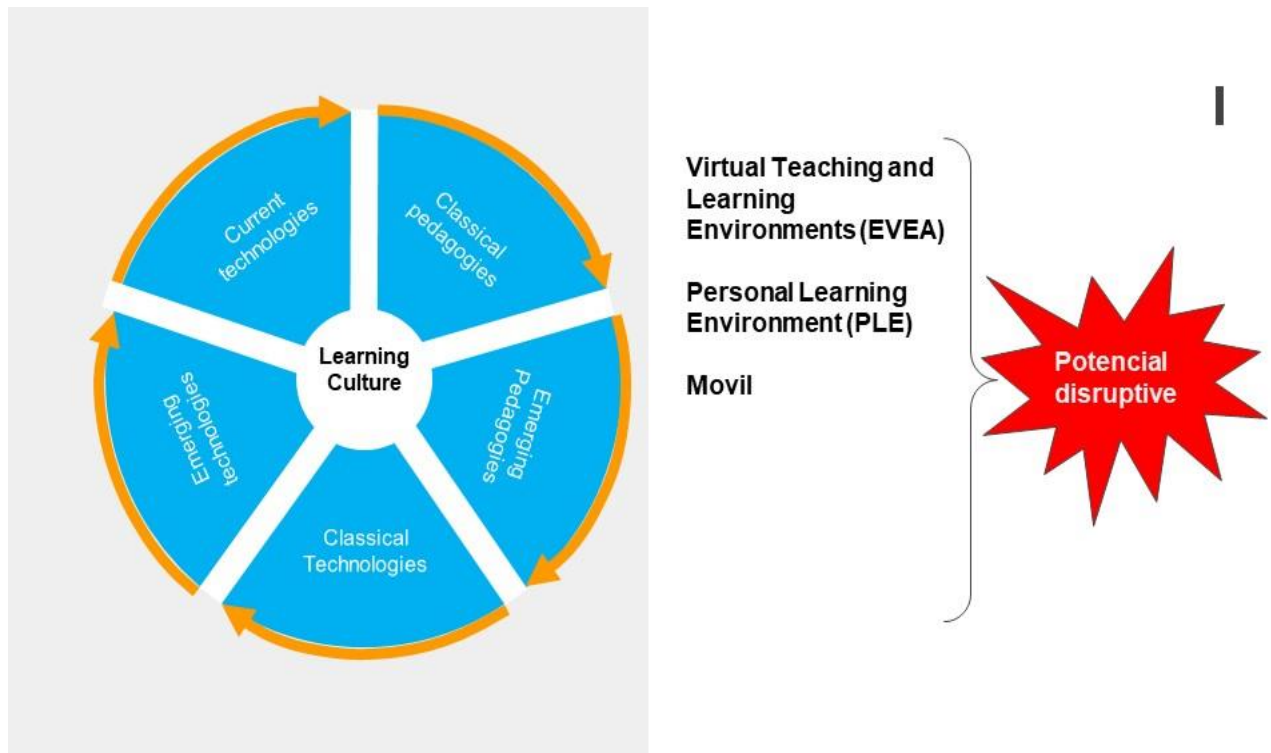 Current
technologies
Classical
pedagogies
Emerging
Pedagogies
Classical
Technologies
Emerging
technologies
Learning
Culture
Virtual Teaching and
Learning
Environments (EVEA)
Personal Learning
Environment (PLE)
Movil
Potencial
disruptive